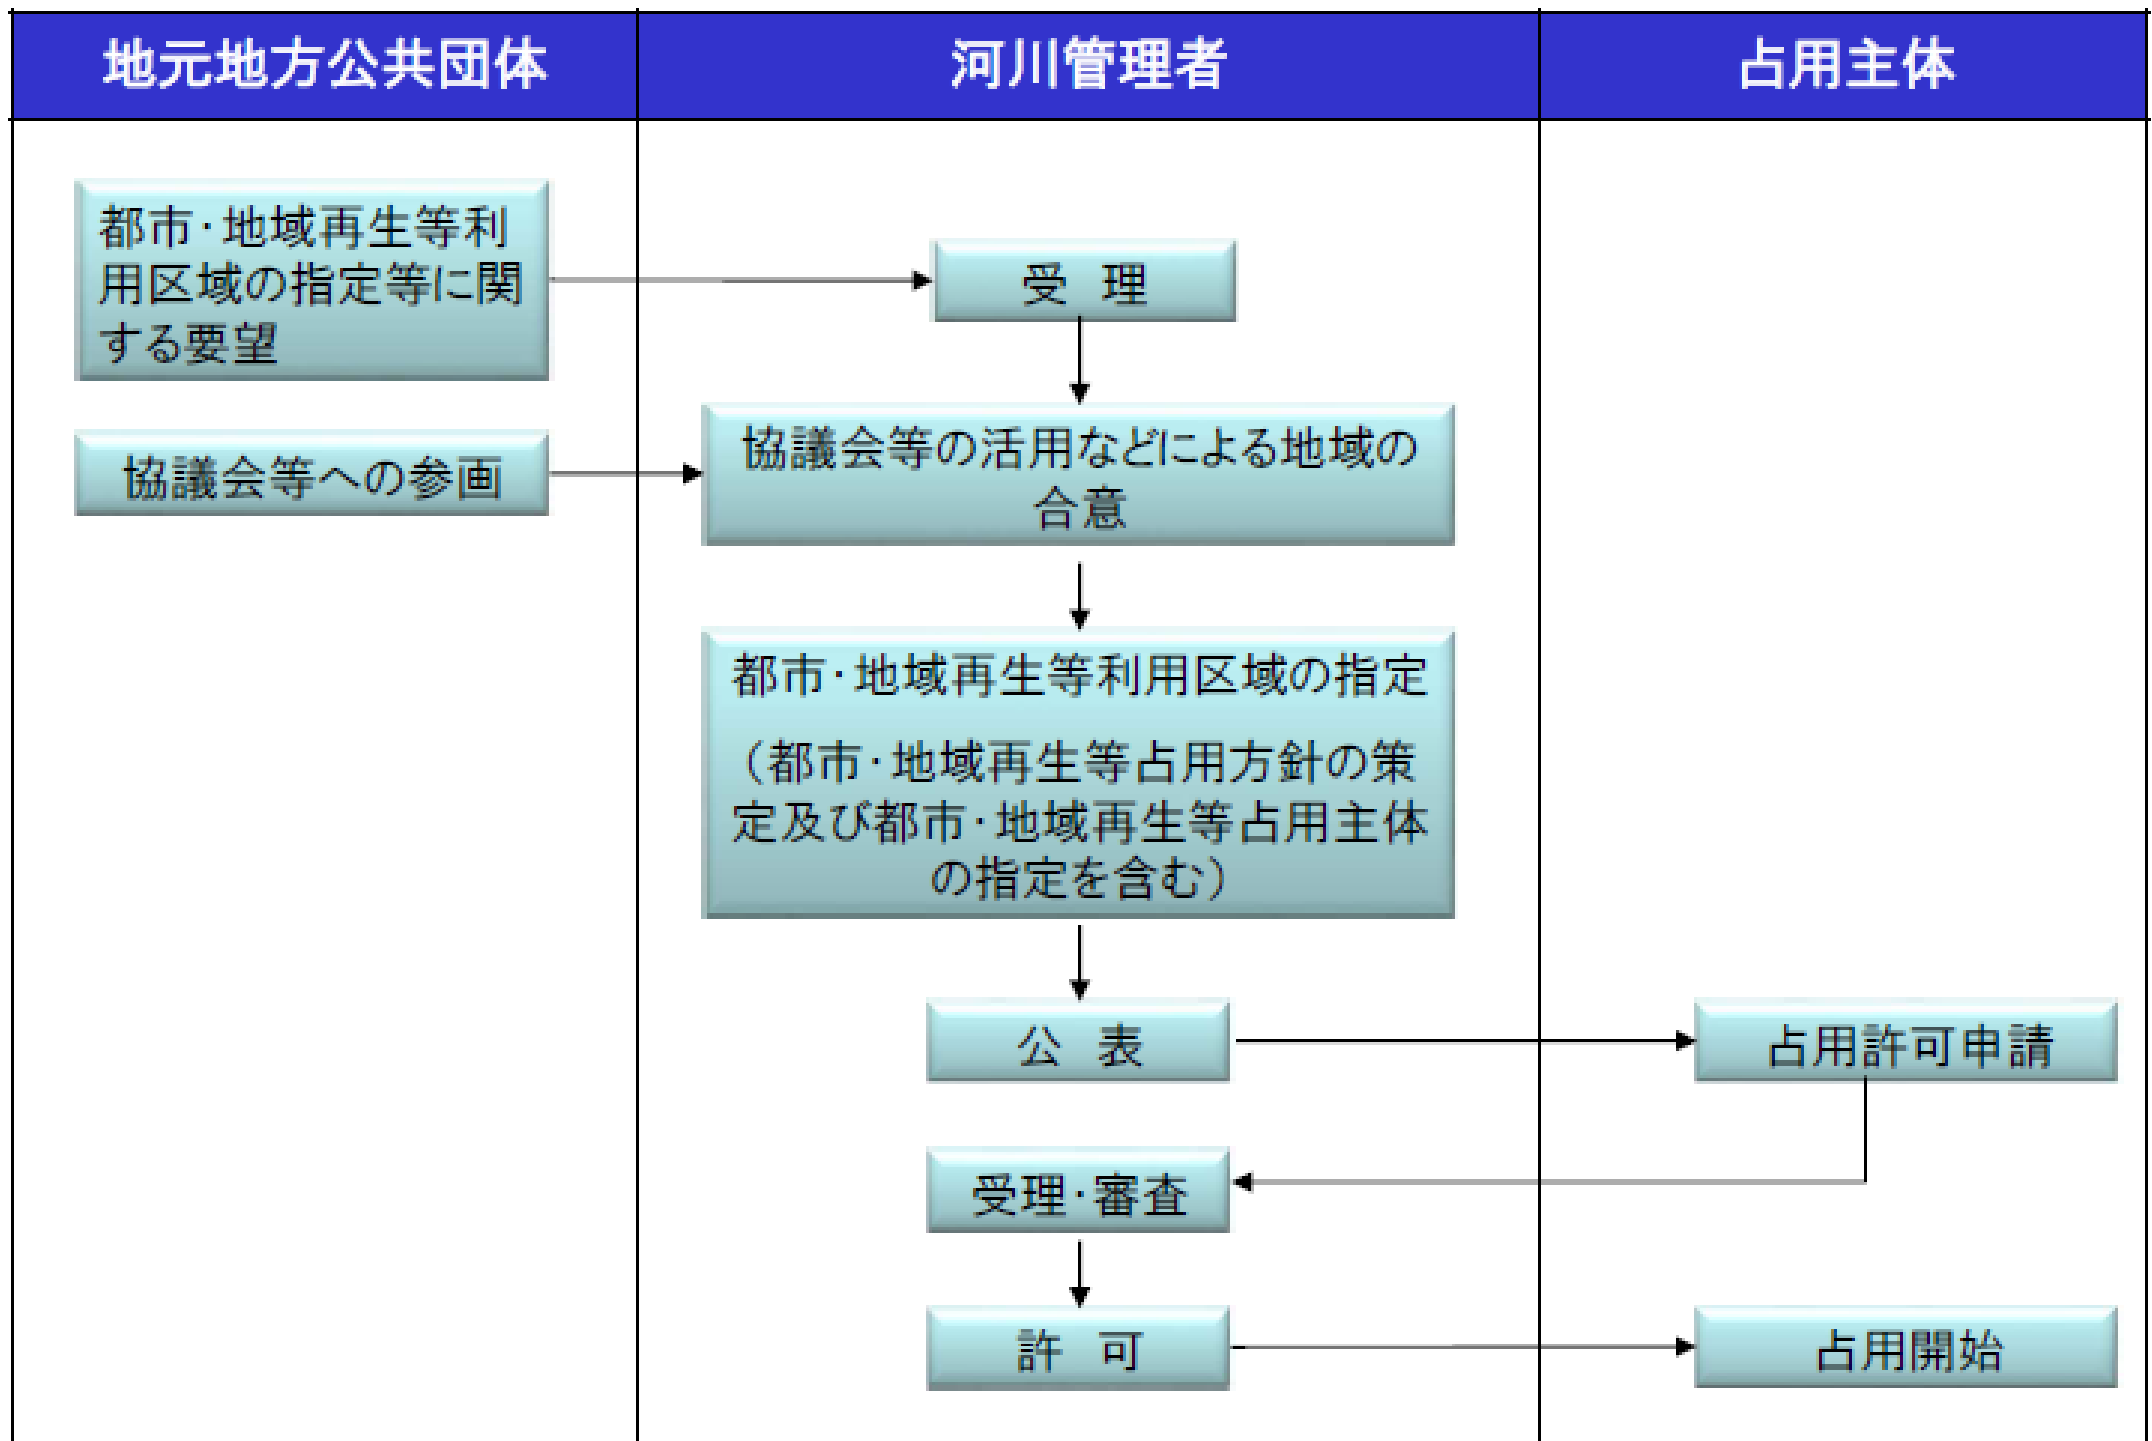 地元地方公共団体
河川管理者
占用主体
都市・地域再生等利
用区域の指定等に関
する要望
受 理
協議会等への参画
協議会等の活用などによる地域の
合意
都市・地域再生等利用区域の指定
（都市・地域再生等占用方針の策
定及び都市・地域再生等占用主体
の指定を含む）
公 表
占用許可申請
受理・審査
許 可
占用開始